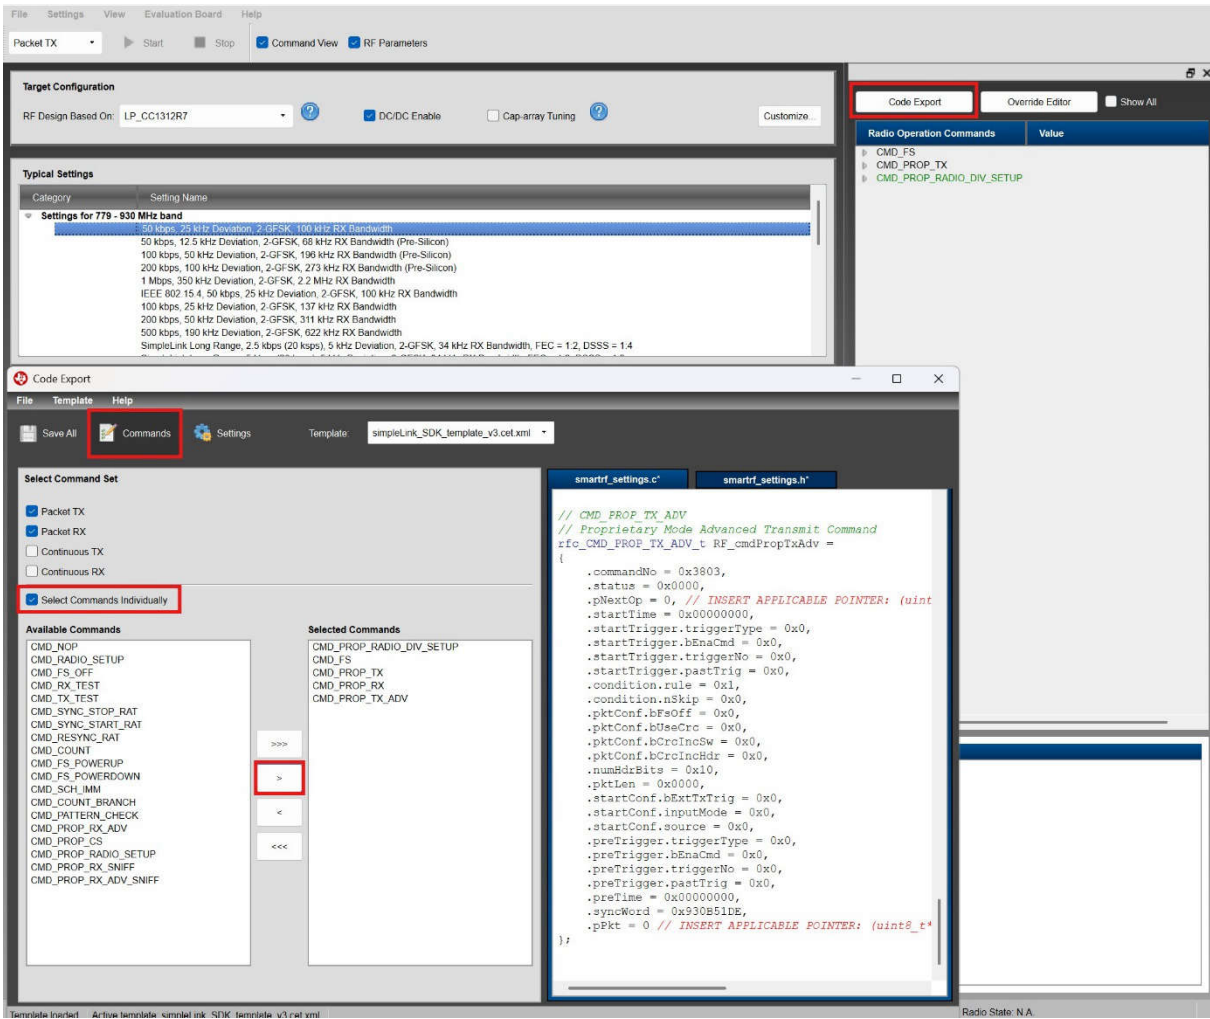 File Settings View Evaluation Board Help
Packet TX Start Stop Command View RF Parameters
Target Configuration
RF Design Based On: LP_CC1312R7 DC/DC Enable Cap-array Tuning Customize...
Typical Settings
Category Setting Name
Settings for 779 - 930 MHz band
50 kbps, 25 kHz Deviation, 2-GFSK, 100 kHz RX Bandwidth
50 kbps, 12.5 kHz Deviation, 2-GFSK, 68 kHz RX Bandwidth (Pre-Silicon)
100 kbps, 50 kHz Deviation, 2-GFSK, 196 kHz RX Bandwidth (Pre-Silicon)
200 kbps, 100 kHz Deviation, 2-GFSK, 273 kHz RX Bandwidth (Pre-Silicon)
1 Mbps, 350 kHz Deviation, 2-GFSK, 2.2 MHz RX Bandwidth
IEEE 802.15.4, 50 kbps, 25 kHz Deviation, 2-GFSK, 100 kHz RX Bandwidth
100 kbps, 25 kHz Deviation, 2-GFSK, 137 kHz RX Bandwidth
200 kbps, 50 kHz Deviation, 2-GFSK, 311 kHz RX Bandwidth
500 kbps, 190 kHz Deviation, 2-GFSK, 622 kHz RX Bandwidth
SimpleLink Long Range, 2.5 kbps (20 ksps), 5 kHz Deviation, 2-GFSK, 34 kHz RX Bandwidth, FEC = 1:2, DSSS = 1:4
Code Export Override Editor Show All
Radio Operation Commands Value
CMD_FS
CMD_PROP_TX
CMD_PROP_RADIO_DIV_SETUP
Code Export
File Template Help
Save All Commands Settings Template: simpleLink_SDK_template_v3.cet.xml
Select Command Set
Packet TX
Packet RX
Continuous TX
Continuous RX
Select Commands Individually
Available Commands
CMD_NOP
CMD_RADIO_SETUP
CMD_FS_OFF
CMD_RX_TEST
CMD_TX_TEST
CMD_SYNC_STOP_RAT
CMD_SYNC_START_RAT
CMD_RESYNC_RAT
CMD_COUNT
CMD_FS_POWERUP
CMD_FS_POWERDOWN
CMD_SCH_IMM
CMD_COUNT_BRANCH
CMD_PATTERN_CHECK
CMD_PROP_RX_ADV
CMD_PROP_CS
CMD_PROP_RADIO_SETUP
CMD_PROP_RX_SNIFF
CMD_PROP_RX_ADV_SNIFF
>>>
>
<
<<<
Selected Commands
CMD_PROP_RADIO_DIV_SETUP
CMD_FS
CMD_PROP_TX
CMD_PROP_RX
CMD_PROP_TX_ADV
smartrf_settings.c* smartrf_settings.h*
// CMD_PROP_TX_ADV
// Proprietary Mode Advanced Transmit Command
rfc_CMD_PROP_TX_ADV_t RF_cmdPropTxAdv =
{
.commandNo = 0x3803,
.status = 0x0000,
.pNextOp = 0, // INSERT APPLICABLE POINTER: (uint
.startTime = 0x00000000,
.startTrigger.triggerType = 0x0,
.startTrigger.bEnaCmd = 0x0,
.startTrigger.triggerNo = 0x0,
.startTrigger.pastTrig = 0x0,
.condition.rule = 0x1,
.condition.nSkip = 0x0,
.pktConf.bFsOff = 0x0,
.pktConf.bUseCrc = 0x0,
.pktConf.bCrcIncSw = 0x0,
.pktConf.bCrcIncHdr = 0x0,
.numHdrBits = 0x10,
.pktLen = 0x0000,
.startConf.bExtTxTrig = 0x0,
.startConf.inputMode = 0x0,
.startConf.source = 0x0,
.preTrigger.triggerType = 0x0,
.preTrigger.bEnaCmd = 0x0,
.preTrigger.triggerNo = 0x0,
.preTrigger.pastTrig = 0x0,
.preTime = 0x00000000,
.syncWord = 0x930B51DE,
.pPkt = 0 // INSERT APPLICABLE POINTER: (uint8_t*
};
Template loaded Active template: simpleLink_SDK_template_v3.cet.xml
Radio State: N.A.